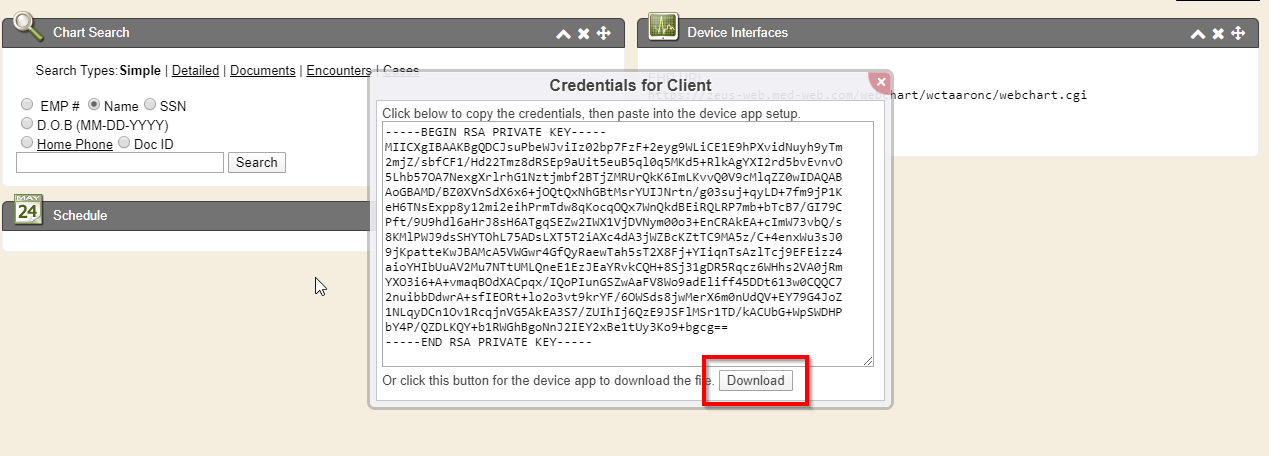 Chart Search
Search Types: Simple | Detailed | Documents | Encounters | Cases
EMP # Name SSN
D.O.B (MM-DD-YYYY)
Home Phone Doc ID
Search
MAY
24
Schedule
Device Interfaces
https://zeus-web.med-web.com/webchart/wctaaronc/webchart.cgi
Credentials for Client
Click below to copy the credentials, then paste into the device app setup.
-----BEGIN RSA PRIVATE KEY-----
MIICXgIBAAKBgQDCJsuPbeWJviIz02bp7FzF+2eyg9WLiCE1E9hPXvidNuyh9yTm
2mjZ/sbfCF1/Hd22Tmz8dRSEp9aUit5euB5ql0q5MKd5+RlkAgYXI2rd5bvEvnvO
5Lhb57OA7NexgXrlrhG1Nztjmbf2BTjZMRUrQkK6ImLKvvQ0V9cMlqZZ0wIDAQAB
AoGBAMD/BZ0XVnSdX6x6+jOQtQxNhGBtMsrYUIJNrtn/g03suj+qyLD+7fm9jP1K
eH6TNsExpp8y12mi2eihPrmTdw8qKocqOQx7WnQkdBEiRQLRP7mb+bTcB7/GI79C
Pft/9U9hdl6aHrJ8sH6ATgqSEZw2IWX1VjDVNym00o3+EnCRAkEA+cImW73vbQ/s
8KMlPWJ9dsSHYTOhL75ADsLXT5T2iAXc4dA3jWZBcKZtTC9MA5z/C+4enxWu3sJ0
9jKpatteKwJBAMcA5VWGwr4GfQyRaewTah5sT2X8Fj+YIiqnTsAzlTcj9EFEizz4
aioYHIbUuAV2Mu7NTtUMLQneE1EzJEaYRvkCQH+8Sj31gDR5Rqcz6WHhs2VA0jRm
YXO3i6+A+vmaqBOdXACpqx/IQoPIunGSZwAaFV8Wo9adEliff45DDt613w0CQQC7
2nuibbDdwrA+sfIEORt+lo2o3vt9krYF/6OWSds8jwMerX6m0nUdQV+EY79G4JoZ
1NLqyDCn1Ov1RcqjnVG5AkEA3S7/ZUIhIj6QzE9JSFlMSr1TD/kACUbG+WpSWDHP
bY4P/QZDLKQY+b1RWGhBgoNnJ2IEY2xBe1tUy3Ko9+bgcg==
-----END RSA PRIVATE KEY-----
Or click this button for the device app to download the file. Download